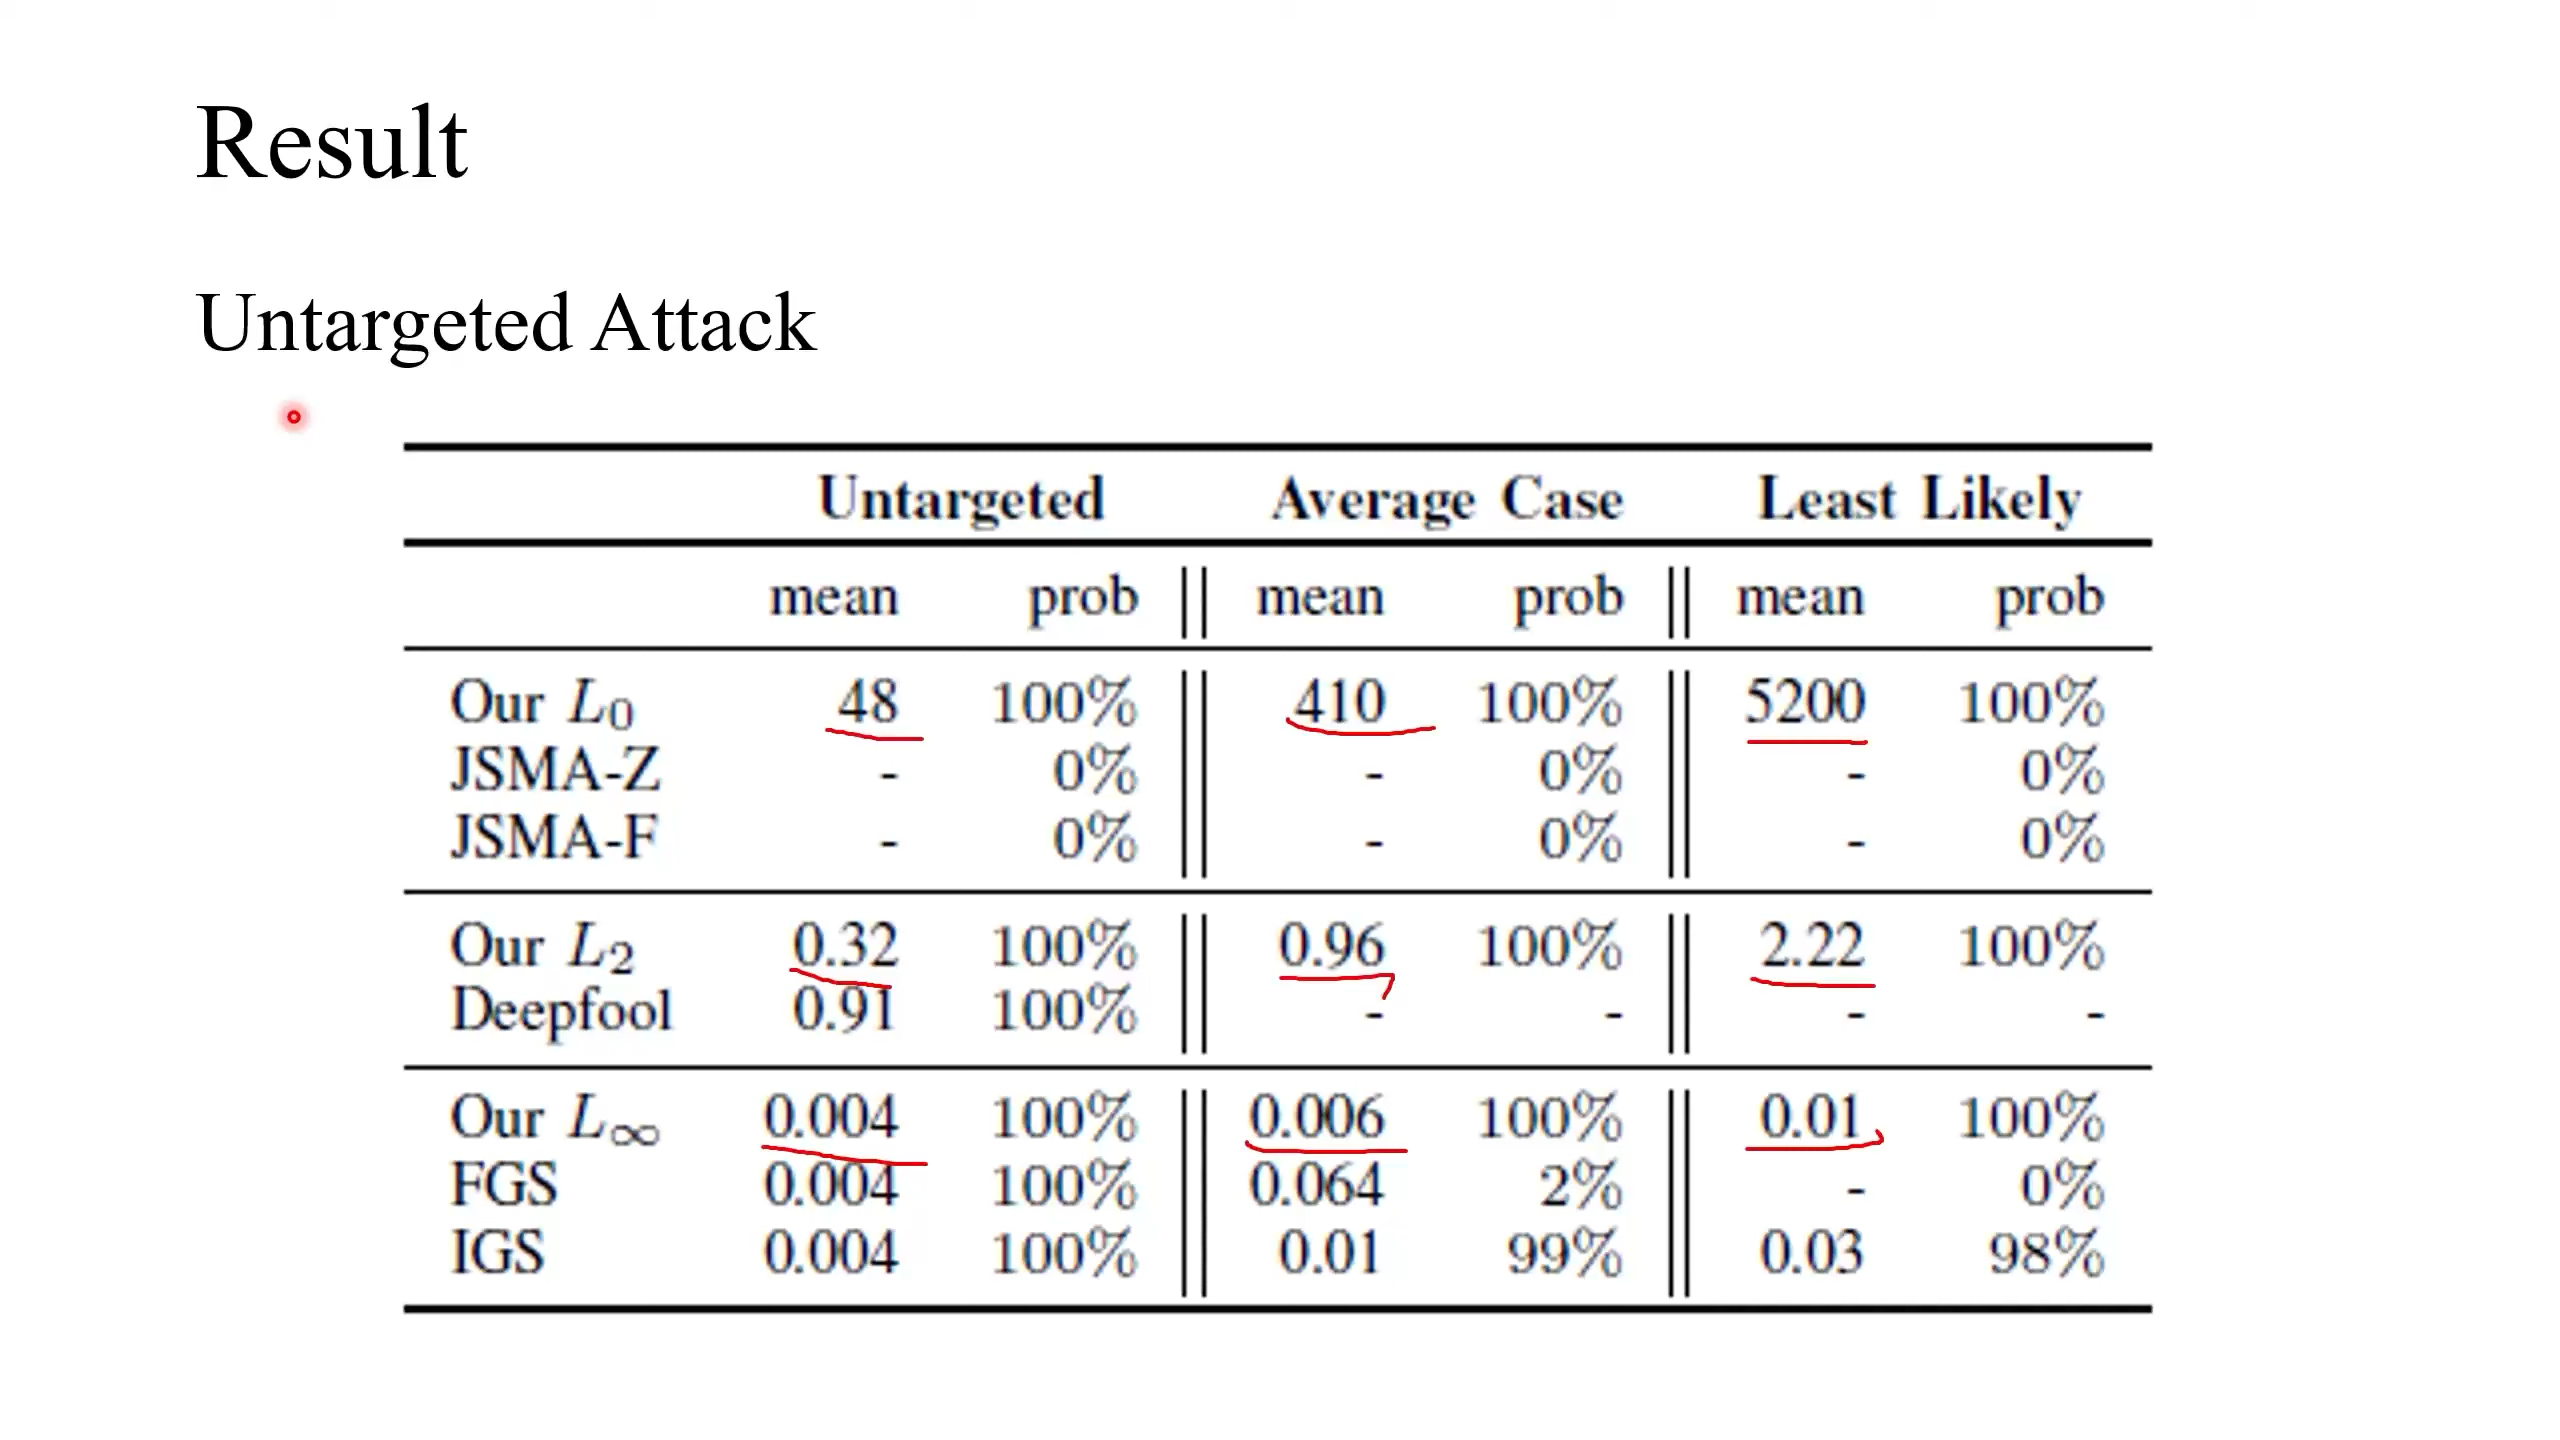 Result
Untargeted Attack
Untargeted Average Case Least Likely
mean prob mean prob mean prob
Our L0 48 100% 410 100% 5200 100%
JSMA-Z - 0% - 0% - 0%
JSMA-F - 0% - 0% - 0%
Our L2 0.32 100% 0.96 100% 2.22 100%
Deepfool 0.91 100% - - - -
Our L∞ 0.004 100% 0.006 100% 0.01 100%
FGS 0.004 100% 0.064 2% - 0%
IGS 0.004 100% 0.01 99% 0.03 98%